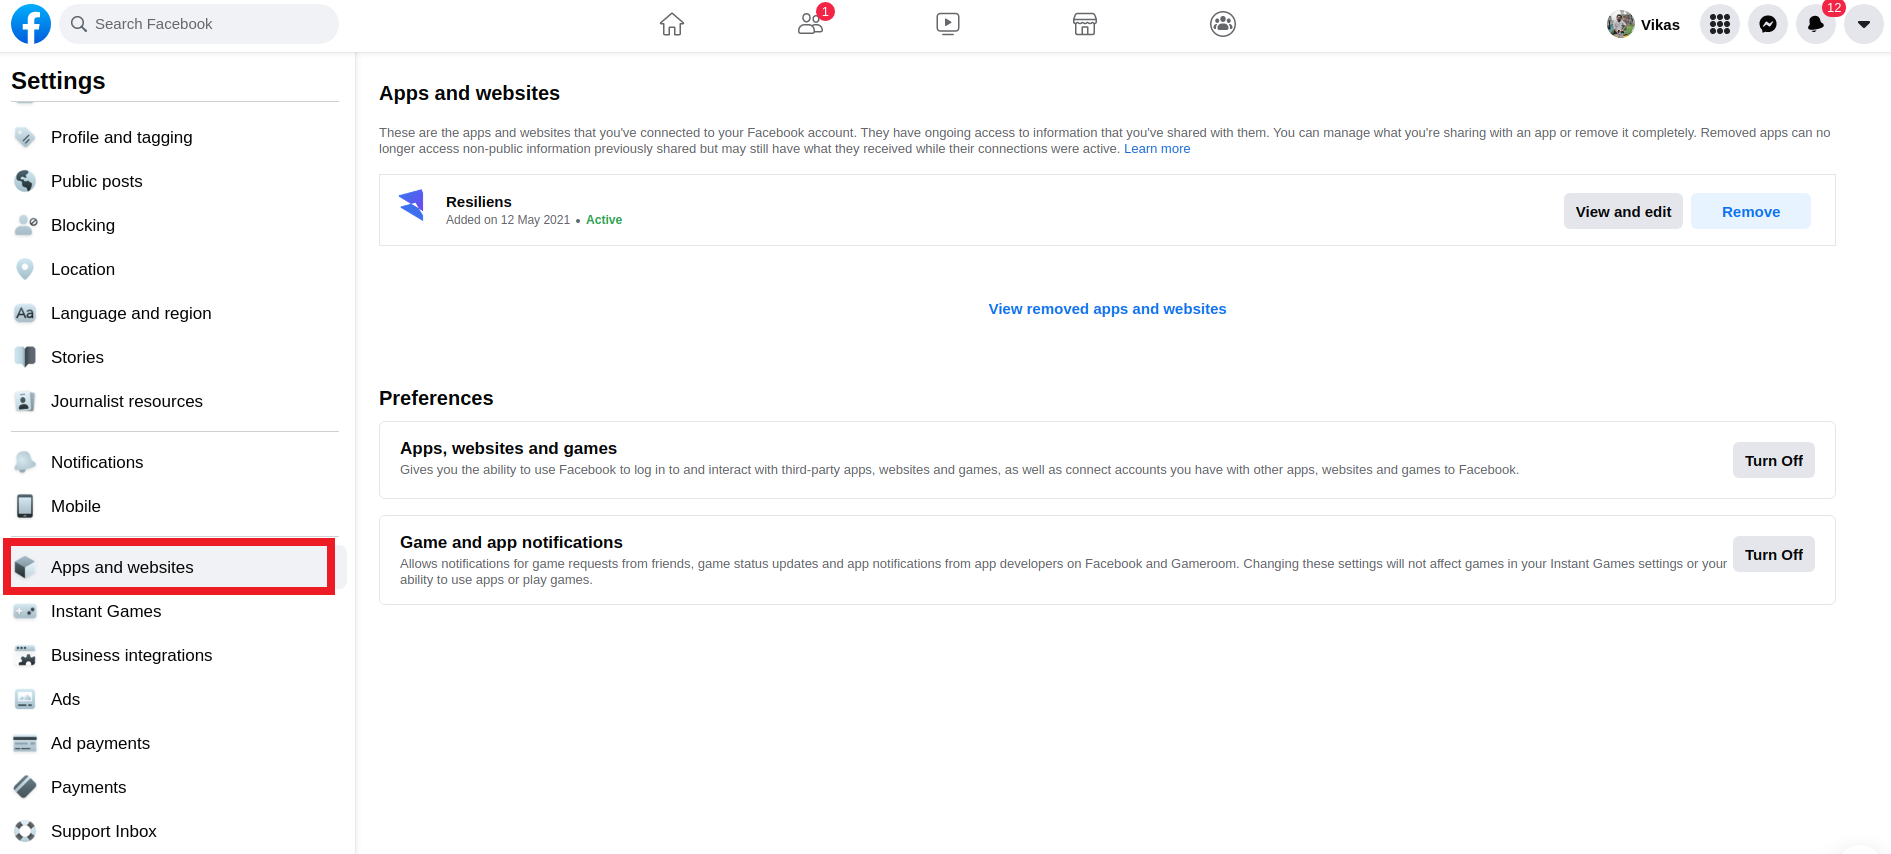 Search Facebook
1
Vikas
12
Settings
Profile and tagging
Public posts
Blocking
Location
Aa Language and region
Stories
Journalist resources
Notifications
Mobile
Apps and websites
Instant Games
Business integrations
Ads
Ad payments
Payments
Support Inbox
Apps and websites
These are the apps and websites that you've connected to your Facebook account. They have ongoing access to information that you've shared with them. You can manage what you're sharing with an app or remove it completely. Removed apps can no
longer access non-public information previously shared but may still have what they received while their connections were active. Learn more
Resiliens
Added on 12 May 2021 • Active
View and edit
Remove
View removed apps and websites
Preferences
Apps, websites and games
Gives you the ability to use Facebook to log in to and interact with third-party apps, websites and games, as well as connect accounts you have with other apps, websites and games to Facebook.
Turn Off
Game and app notifications
Allows notifications for game requests from friends, game status updates and app notifications from app developers on Facebook and Gameroom. Changing these settings will not affect games in your Instant Games settings or your
ability to use apps or play games.
Turn Off